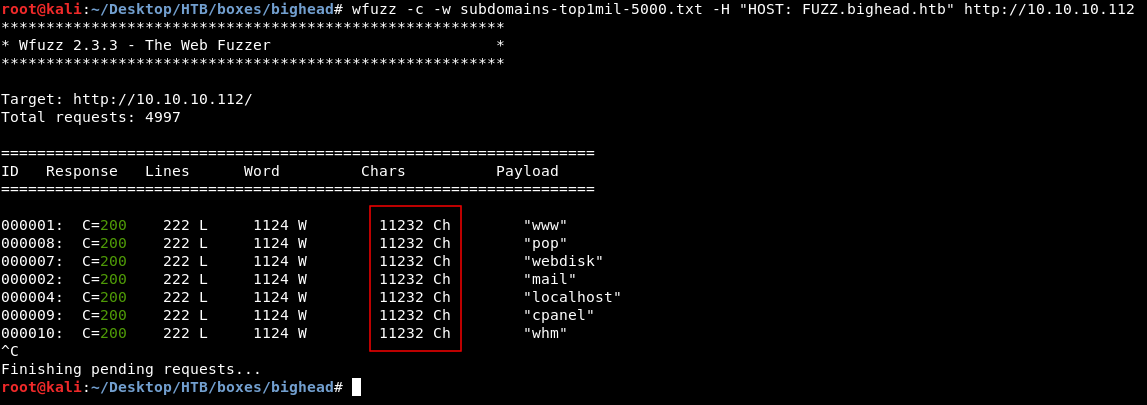 root@kali:~/Desktop/HTB/boxes/bighead# wfuzz -c -w subdomains-top1mil-5000.txt -H "HOST: FUZZ.bighead.htb" http://10.10.10.112
********************************************************
* Wfuzz 2.3.3 - The Web Fuzzer                         *
********************************************************
Target: http://10.10.10.112/
Total requests: 4997
==================================================================
ID   Response   Lines      Word         Chars          Payload
==================================================================
000001:  C=200    222 L     1124 W        11232 Ch        "www"
000008:  C=200    222 L     1124 W        11232 Ch        "pop"
000007:  C=200    222 L     1124 W        11232 Ch        "webdisk"
000002:  C=200    222 L     1124 W        11232 Ch        "mail"
000004:  C=200    222 L     1124 W        11232 Ch        "localhost"
000009:  C=200    222 L     1124 W        11232 Ch        "cpanel"
000010:  C=200    222 L     1124 W        11232 Ch        "whm"
^C
Finishing pending requests...
root@kali:~/Desktop/HTB/boxes/bighead#